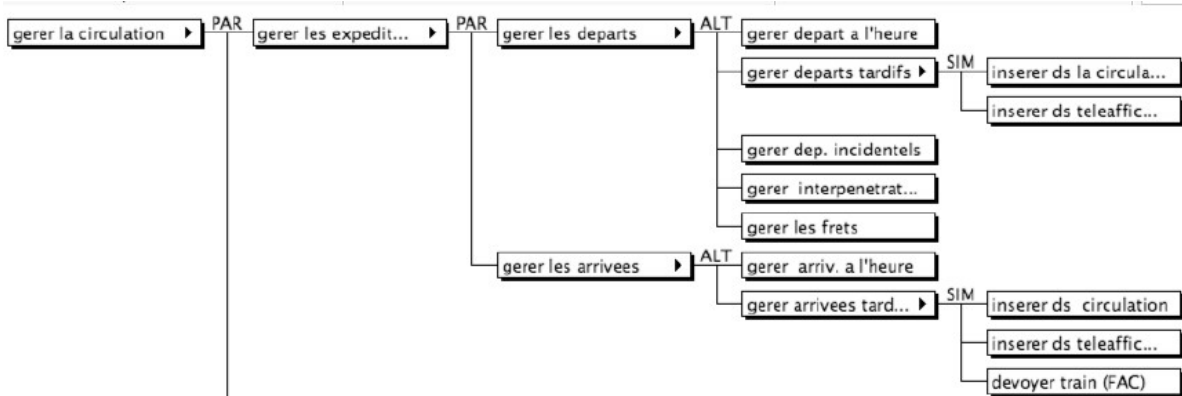 gerer la circulation
PAR
gerer les expedit...
PAR
gerer les departs
ALT
gerer depart a l'heure
gerer departs tardifs
SIM
inserer ds la circula...
inserer ds teleaffic...
gerer dep. incidentels
gerer interpenetrat...
gerer les frets
gerer les arrivees
ALT
gerer arriv. a l'heure
gerer arrivees tard...
SIM
inserer ds circulation
inserer ds teleaffic...
devoyer train (FAC)